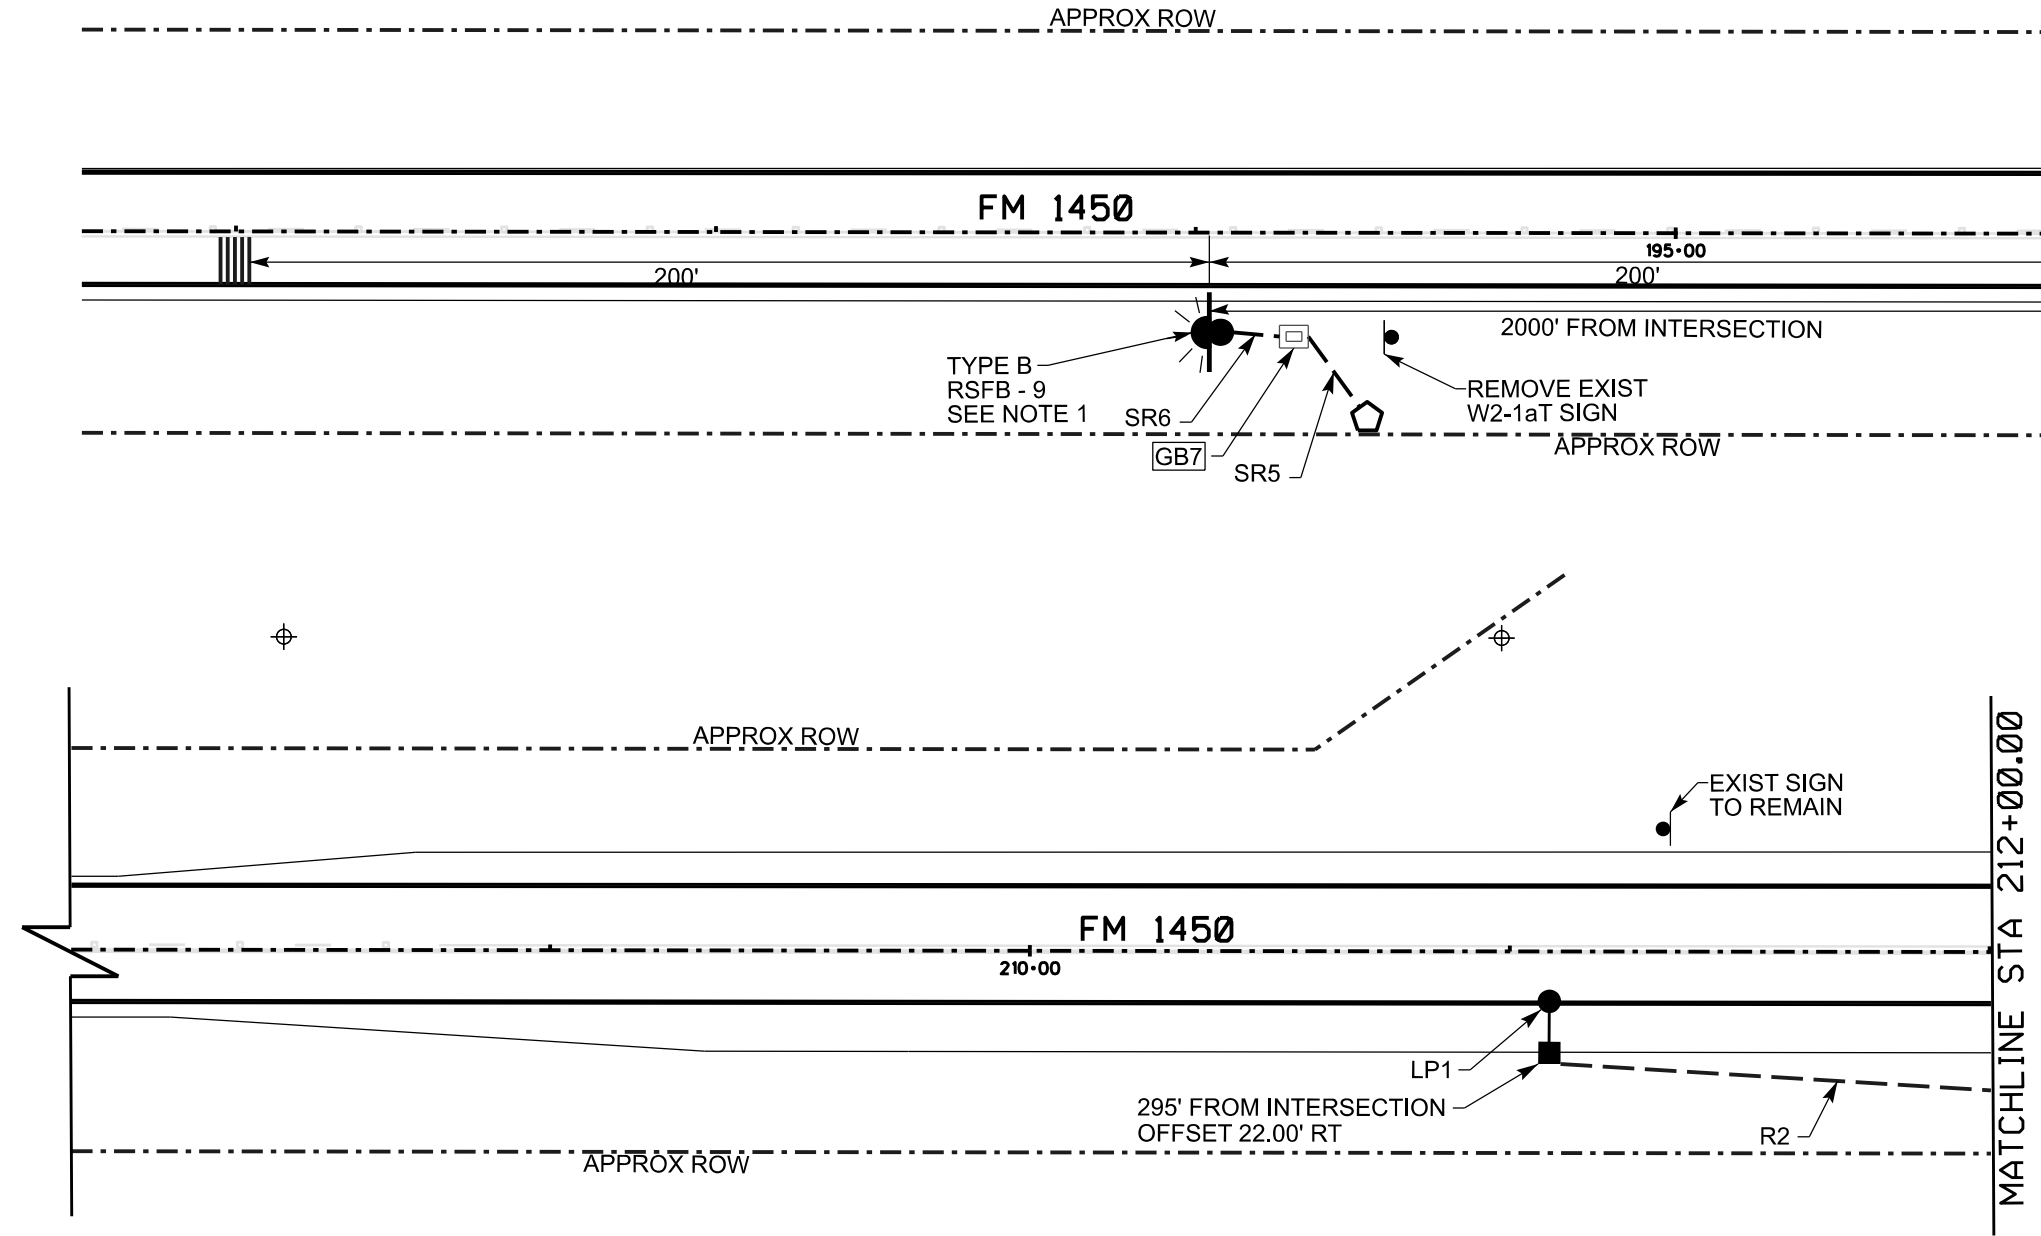 APPROX ROW
FM 1450
195+00
200'
200'
2000' FROM INTERSECTION
TYPE B
RSFB - 9
SEE NOTE 1
SR6
GB7
SR5
REMOVE EXIST
W2-1aT SIGN
APPROX ROW
APPROX ROW
EXIST SIGN
TO REMAIN
FM 1450
210+00
LP1
295' FROM INTERSECTION
OFFSET 22.00' RT
R2
APPROX ROW
MATCHLINE STA 212+00.00